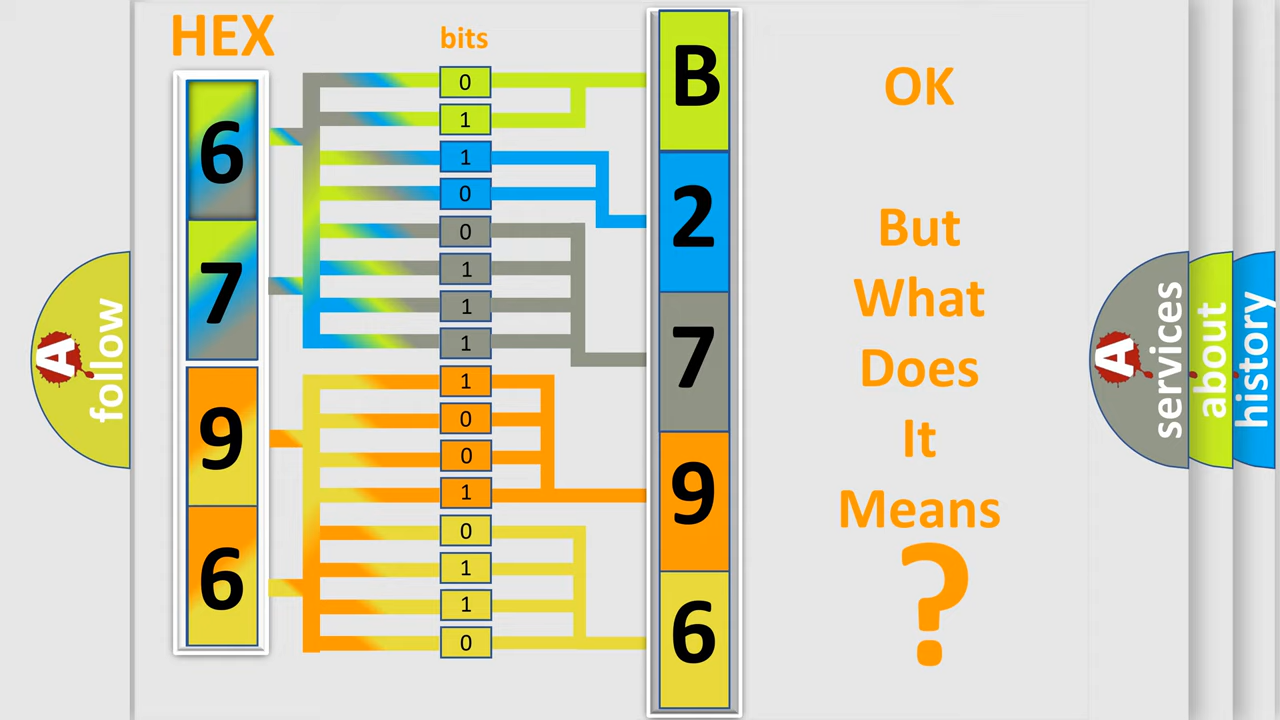 HEX
bits
6
7
9
6
0
1
1
0
0
1
1
1
1
0
0
1
0
1
1
0
B
2
7
9
6
OK
But
What
Does
It
Means
?
A
follow
A
services
about
history